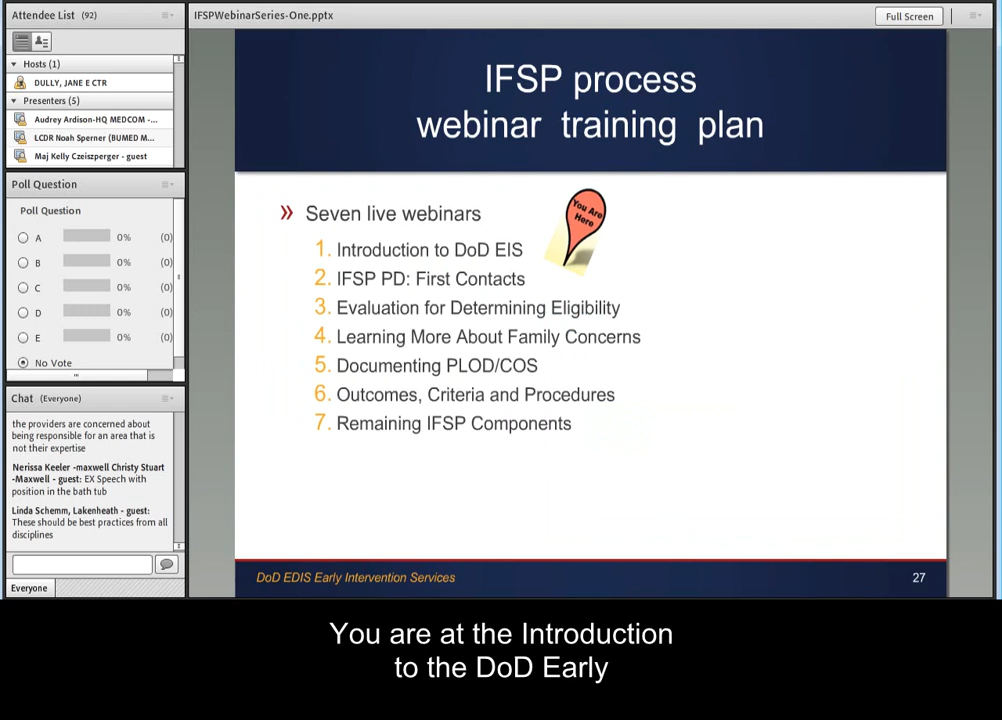 Attendee List (92)
Hosts (1)
DULLY, JANE E CTR
Presenters (5)
Audrey Ardison-HQ MEDCOM -...
LCDR Noah Sperner (BUMED M...
Maj Kelly Czeiszperger - guest
Poll Question
Poll Question
A 0% (0)
B 0% (0)
C 0% (0)
D 0% (0)
E 0% (0)
No Vote
Chat (Everyone)
the providers are concerned about
being responsible for an area that is
not their expertise
Nerissa Keeler -maxwell Christy Stuart
-Maxwell - guest: EX Speech with
position in the bath tub
Linda Schemm, Lakenheath - guest:
These should be best practices from all
disciplines
Everyone
IFSPWebinarSeries-One.pptx
Full Screen
IFSP process
webinar training plan
» Seven live webinars
You Are
Here
1. Introduction to DoD EIS
2. IFSP PD: First Contacts
3. Evaluation for Determining Eligibility
4. Learning More About Family Concerns
5. Documenting PLOD/COS
6. Outcomes, Criteria and Procedures
7. Remaining IFSP Components
DoD EDIS Early Intervention Services
27
You are at the Introduction
to the DoD Early